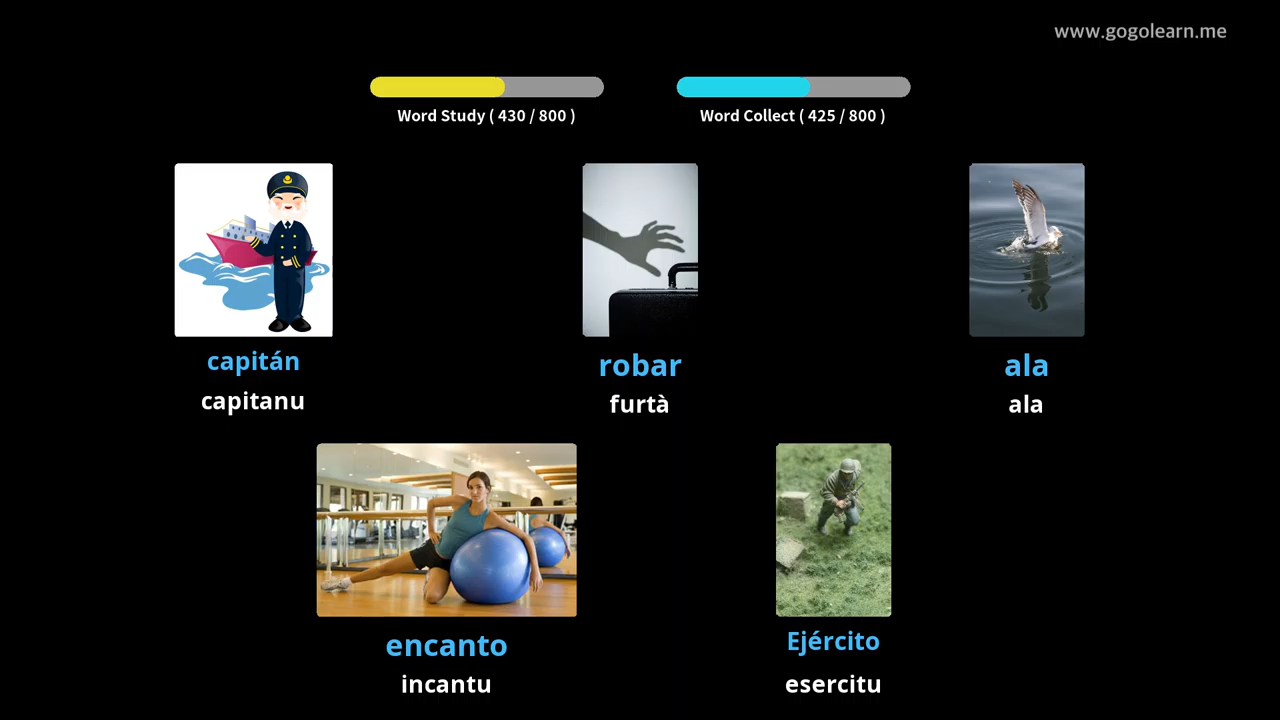 www.gogolearn.me
Word Study ( 430 / 800 )
Word Collect ( 425 / 800 )
capitán
capitanu
robar
furtà
ala
ala
encanto
incantu
Ejército
esercitu